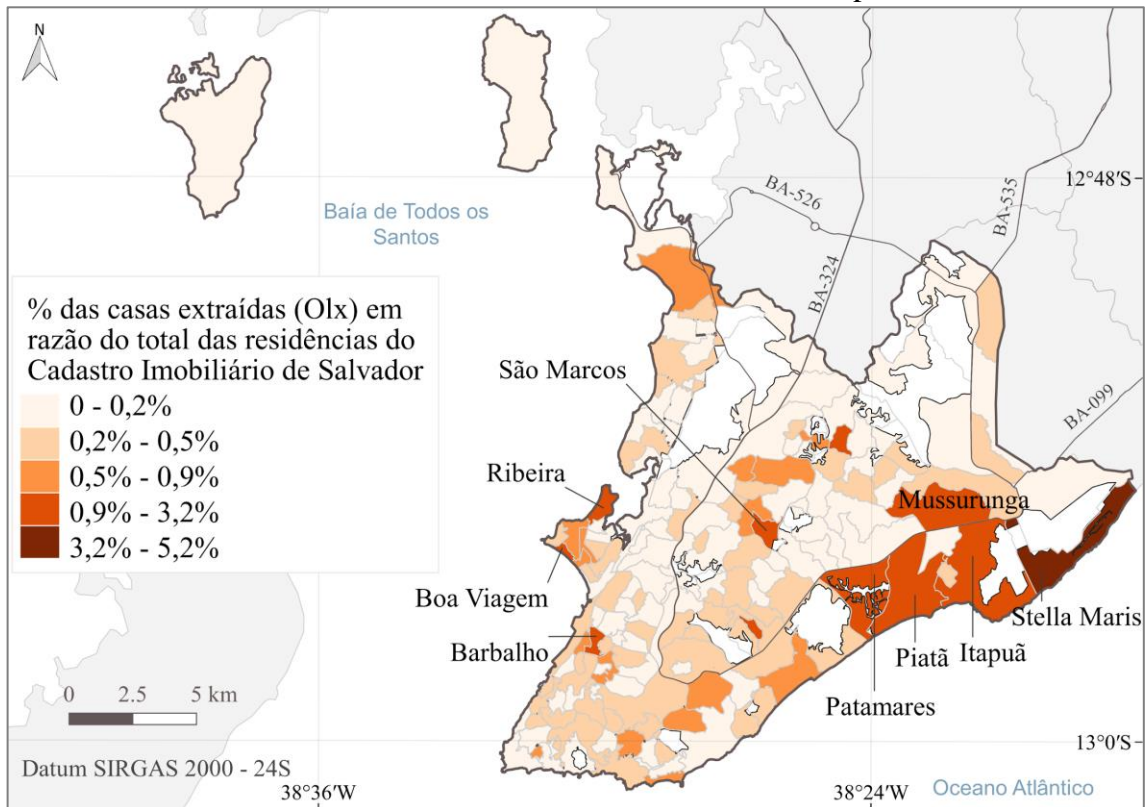 N
12°48'S
BA-526
BA-535
BA-324
BA-099
Baía de Todos os
Santos
% das casas extraídas (Olx) em
razão do total das residências do
Cadastro Imobiliário de Salvador
0 - 0,2%
0,2% - 0,5%
0,5% - 0,9%
0,9% - 3,2%
3,2% - 5,2%
São Marcos
Ribeira
Mussurunga
Boa Viagem
Stella Maris
Barbalho
Piatã
Itapuã
Patamares
0 2.5 5 km
Datum SIRGAS 2000 - 24S
13°0'S
Oceano Atlântico
38°36'W
38°24'W